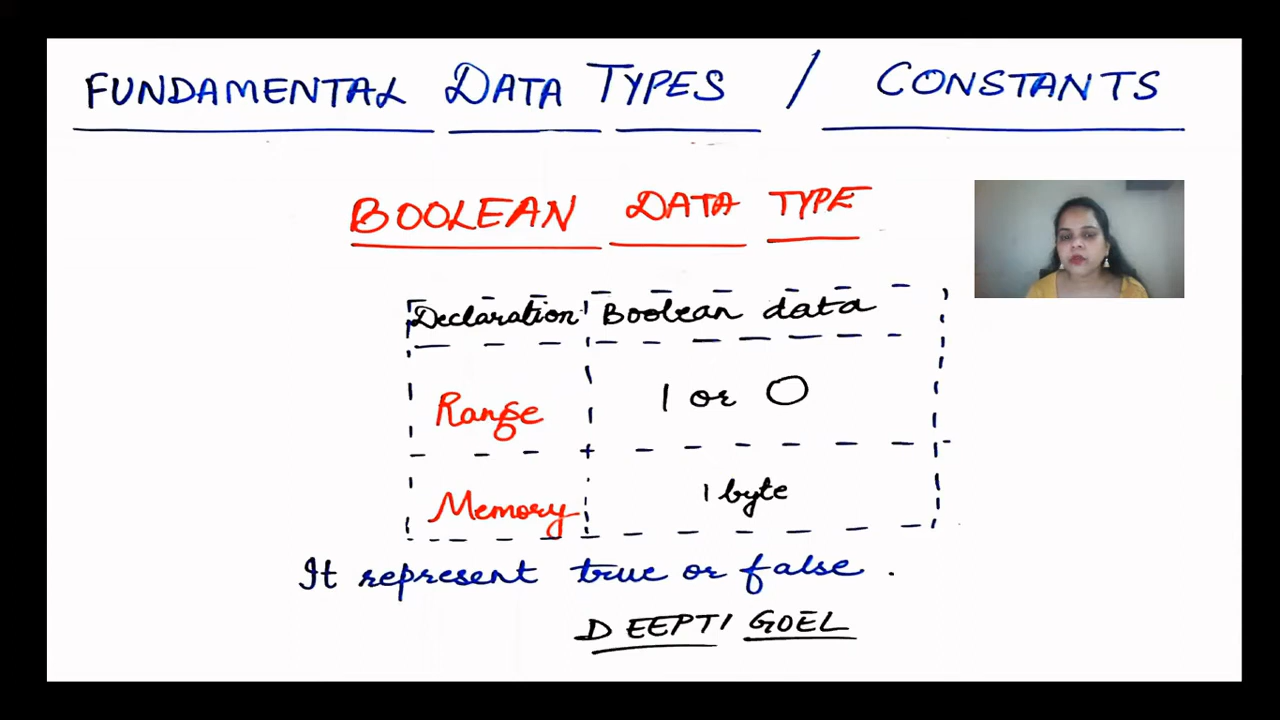 FUNDAMENTAL DATA TYPES / CONSTANTS
BOOLEAN DATA TYPE
Declaration Boolean data
Range 1 or 0
Memory 1 byte
It represent true or false.
DEEPTI GOEL